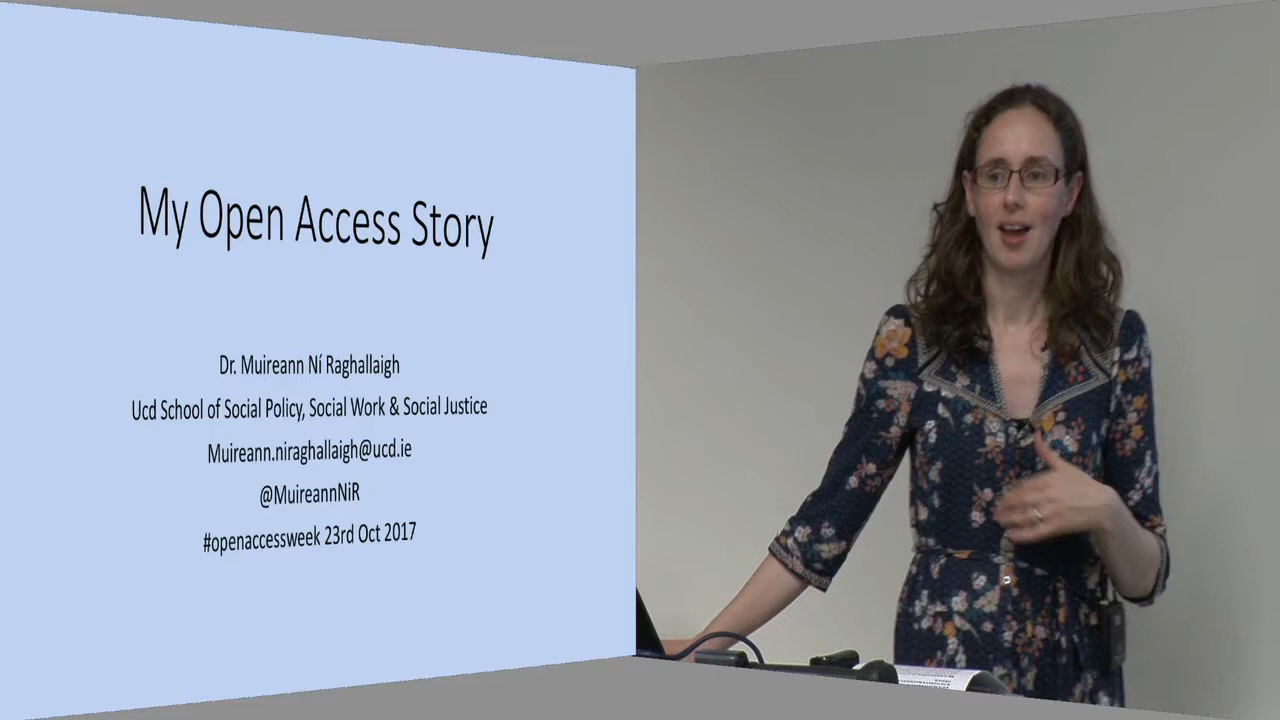 My Open Access Story
Dr. Muireann Ní Raghallaigh
Ucd School of Social Policy, Social Work & Social Justice
Muireann.niraghallaigh@ucd.ie
@MuireannNiR
#openaccessweek 23rd Oct 2017